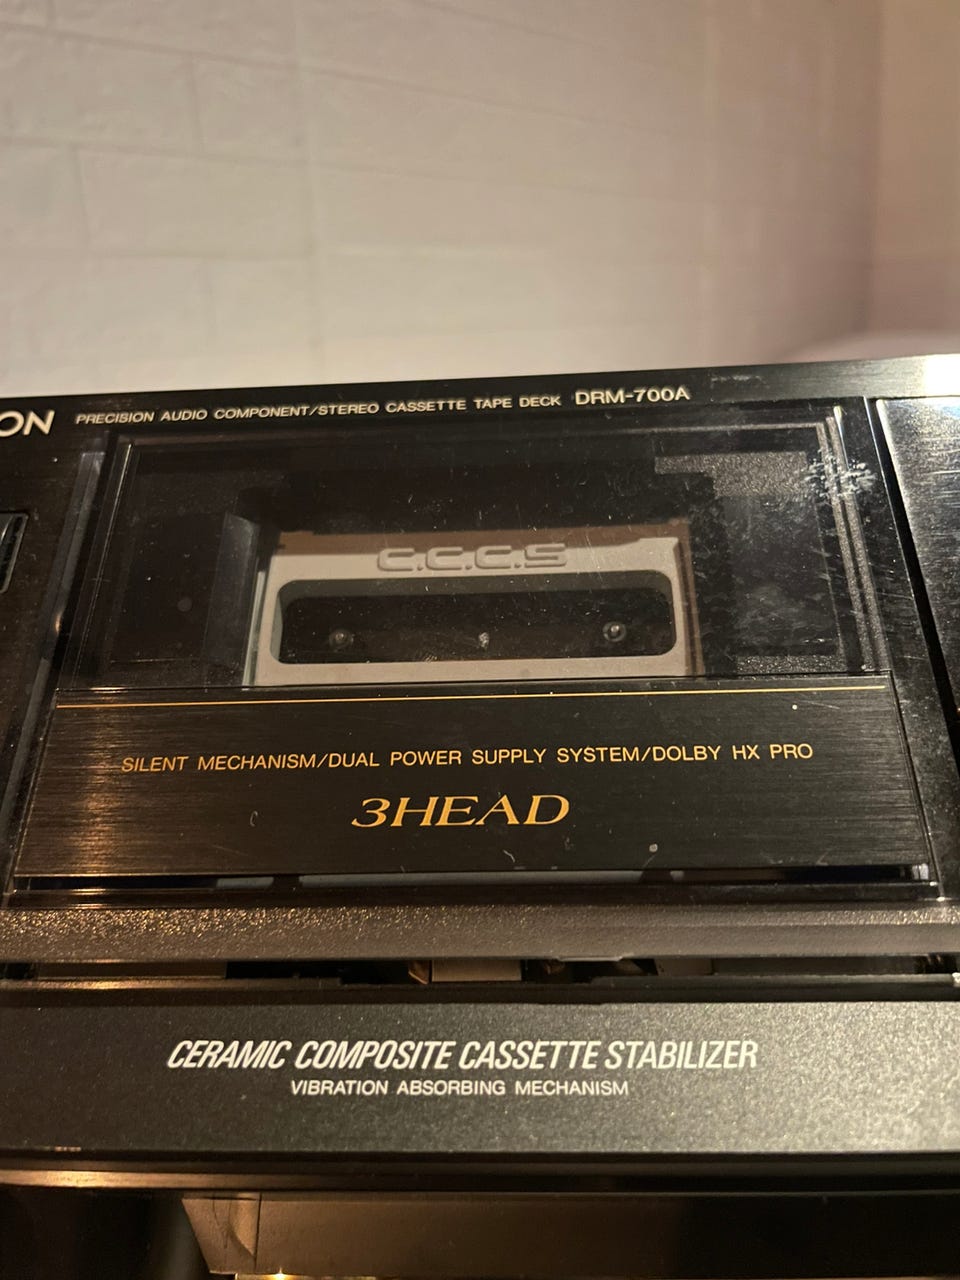 ON PRECISION AUDIO COMPONENT/STEREO CASSETTE TAPE DECK DRM-700A
C.C.C.S
SILENT MECHANISM/DUAL POWER SUPPLY SYSTEM/DOLBY HX PRO
3HEAD
CERAMIC COMPOSITE CASSETTE STABILIZER
VIBRATION ABSORBING MECHANISM